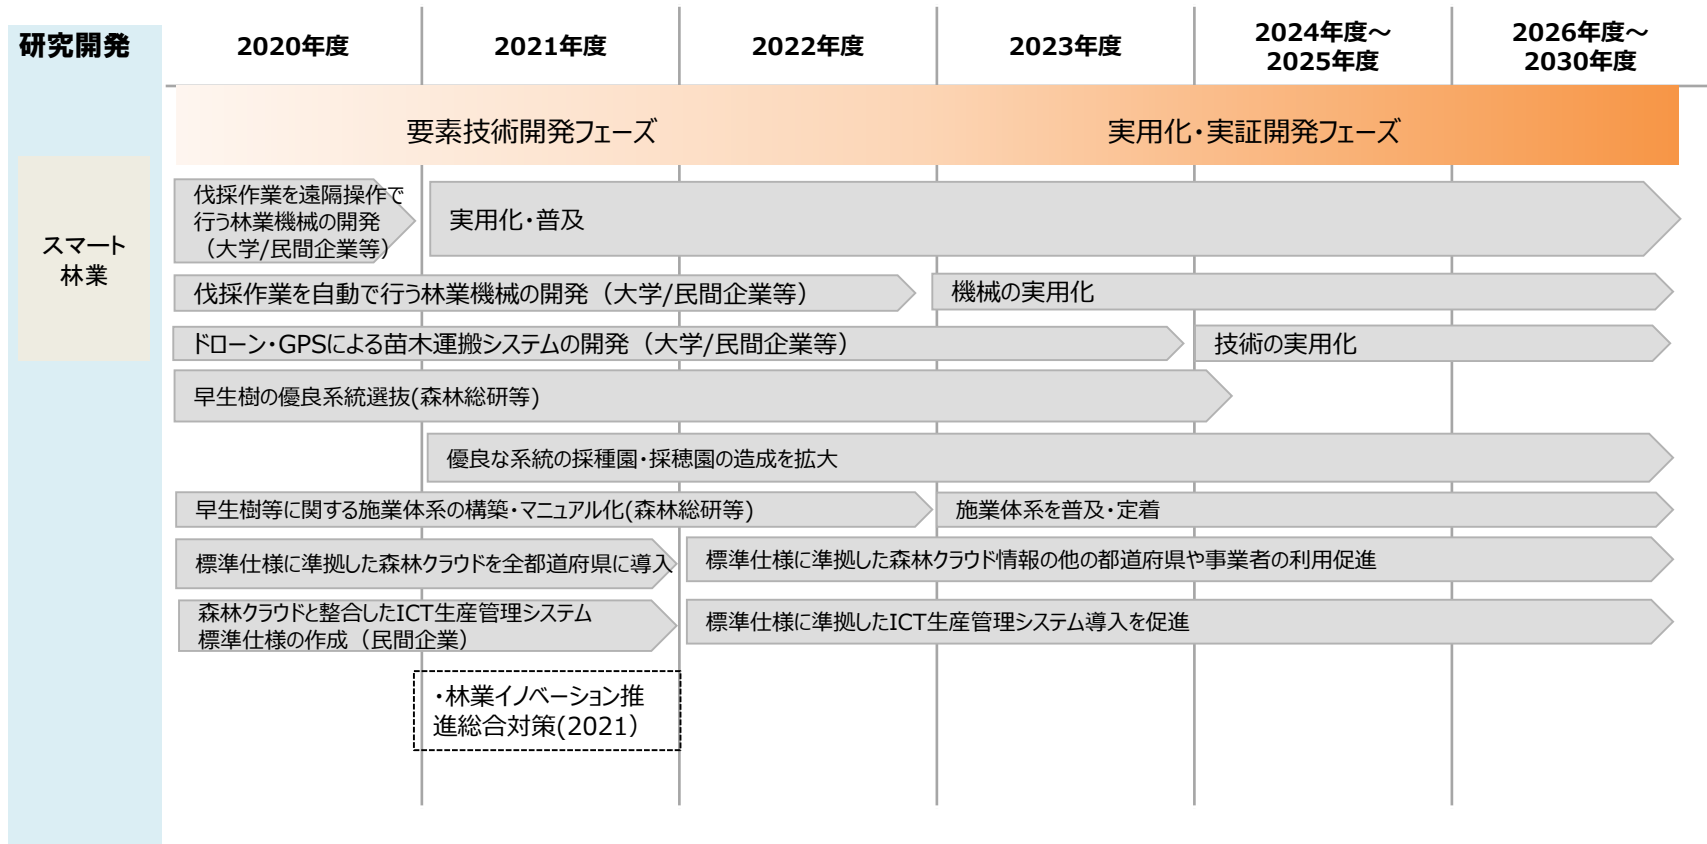 研究開発
2020年度
2021年度
2022年度
2023年度
2024年度～
2025年度
2026年度～
2030年度
要素技術開発フェーズ
実用化・実証開発フェーズ
スマート
林業
伐採作業を遠隔操作で
行う林業機械の開発
（大学/民間企業等）
実用化・普及
伐採作業を自動で行う林業機械の開発（大学/民間企業等）
機械の実用化
ドローン・GPSによる苗木運搬システムの開発（大学/民間企業等）
技術の実用化
早生樹の優良系統選抜(森林総研等)
優良な系統の採種園・採穂園の造成を拡大
早生樹等に関する施業体系の構築・マニュアル化(森林総研等)
施業体系を普及・定着
標準仕様に準拠した森林クラウドを全都道府県に導入
標準仕様に準拠した森林クラウド情報の他の都道府県や事業者の利用促進
森林クラウドと整合したICT生産管理システム
標準仕様の作成（民間企業）
標準仕様に準拠したICT生産管理システム導入を促進
・林業イノベーション推
進総合対策(2021）